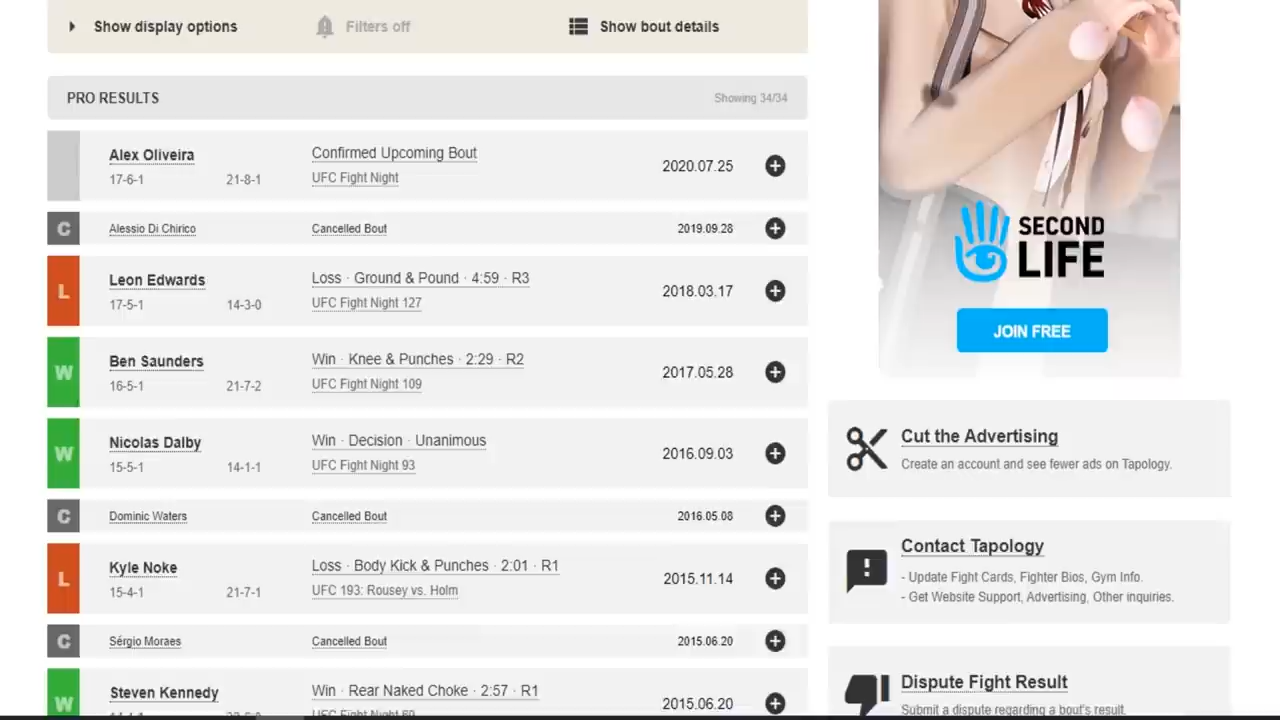 Show display options
Filters off
Show bout details
PRO RESULTS
Showing 34/34
Alex Oliveira
17-6-1
21-8-1
Confirmed Upcoming Bout
UFC Fight Night
2020.07.25
C
Alessio Di Chirico
Cancelled Bout
2019.09.28
L
Leon Edwards
17-5-1
14-3-0
Loss · Ground & Pound · 4:59 · R3
UFC Fight Night 127
2018.03.17
W
Ben Saunders
16-5-1
21-7-2
Win · Knee & Punches · 2:29 · R2
UFC Fight Night 109
2017.05.28
W
Nicolas Dalby
15-5-1
14-1-1
Win · Decision · Unanimous
UFC Fight Night 93
2016.09.03
C
Dominic Waters
Cancelled Bout
2016.05.08
L
Kyle Noke
15-4-1
21-7-1
Loss · Body Kick & Punches · 2:01 · R1
UFC 193: Rousey vs. Holm
2015.11.14
C
Sérgio Moraes
Cancelled Bout
2015.06.20
W
Steven Kennedy
Win · Rear Naked Choke · 2:57 · R1
UFC Fight Night 69
2015.06.20
SECOND
LIFE
JOIN FREE
Cut the Advertising
Create an account and see fewer ads on Tapology.
Contact Tapology
- Update Fight Cards, Fighter Bios, Gym Info.
- Get Website Support, Advertising, Other inquiries.
Dispute Fight Result
Submit a dispute regarding a bout's result.